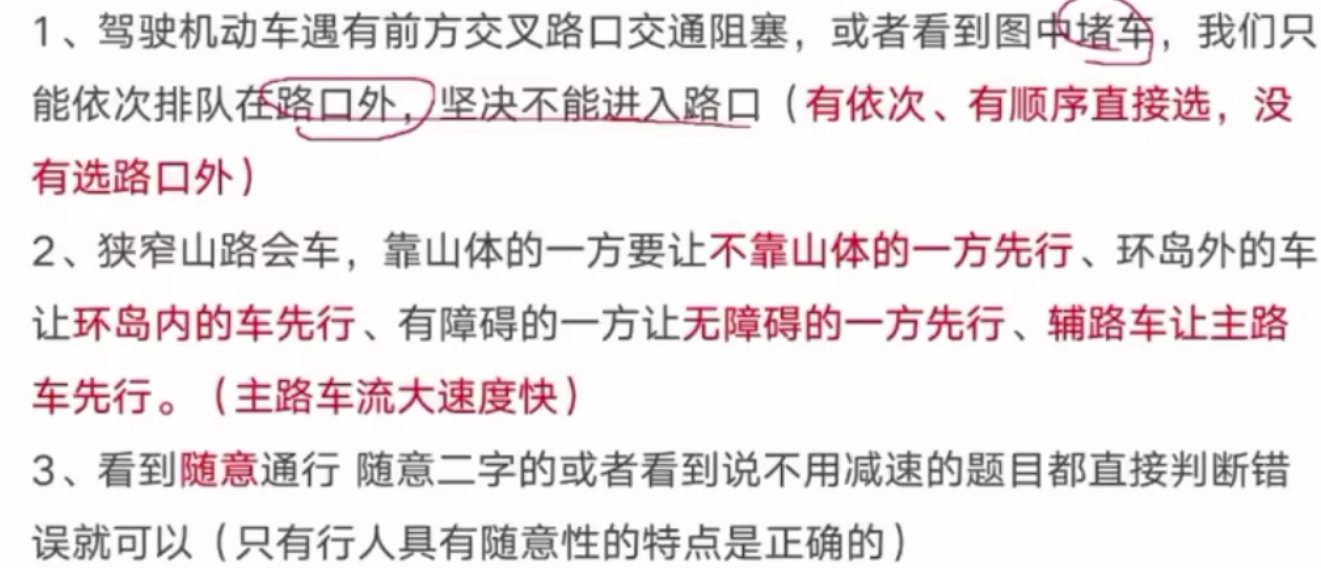 1、驾驶机动车遇有前方交叉路口交通阻塞，或者看到图中堵车，我们只
能依次排队在路口外，坚决不能进入路口（有依次、有顺序直接选，没
有选路口外）
2、狭窄山路会车，靠山体的一方要让不靠山体的一方先行、环岛外的车
让环岛内的车先行、有障碍的一方让无障碍的一方先行、辅路车让主路
车先行。（主路车流大速度快）
3、看到随意通行 随意二字的或者看到说不用减速的题目都直接判断错
误就可以（只有行人具有随意性的特点是正确的）